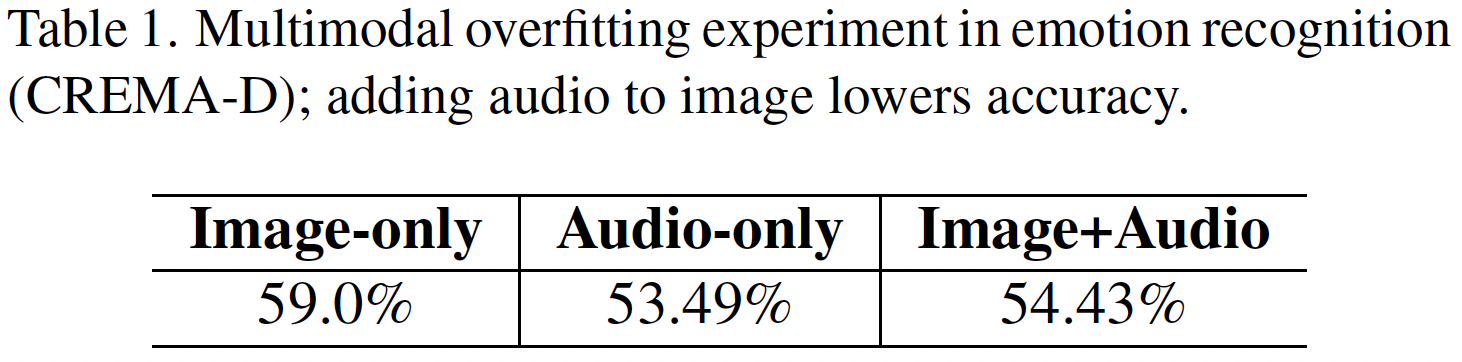 Table 1. Multimodal overfitting experiment in emotion recognition
(CREMA-D); adding audio to image lowers accuracy.
Image-only Audio-only Image+Audio
59.0% 53.49% 54.43%